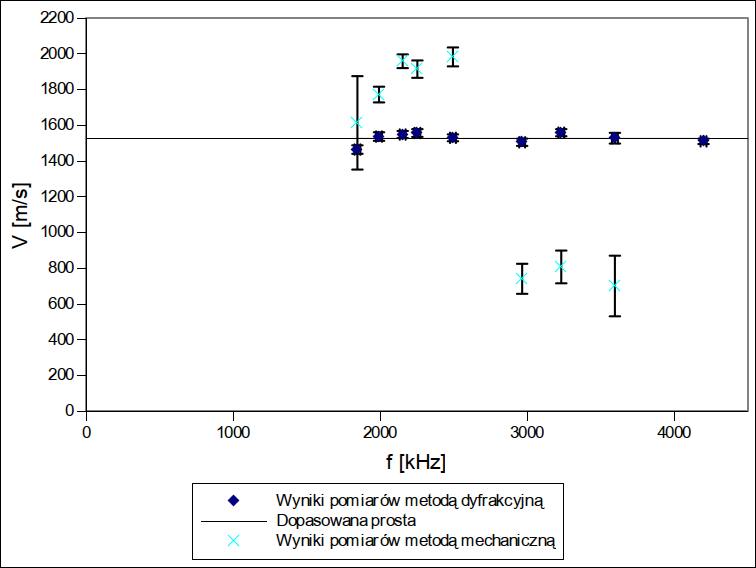 2200
2000
1800
1600
1400
1200
1000
800
600
400
200
0
V [m/s]
0 1000 2000 3000 4000
f [kHz]
Wyniki pomiarów metodą dyfrakcyjną
Dopasowana prosta
Wyniki pomiarów metodą mechaniczną